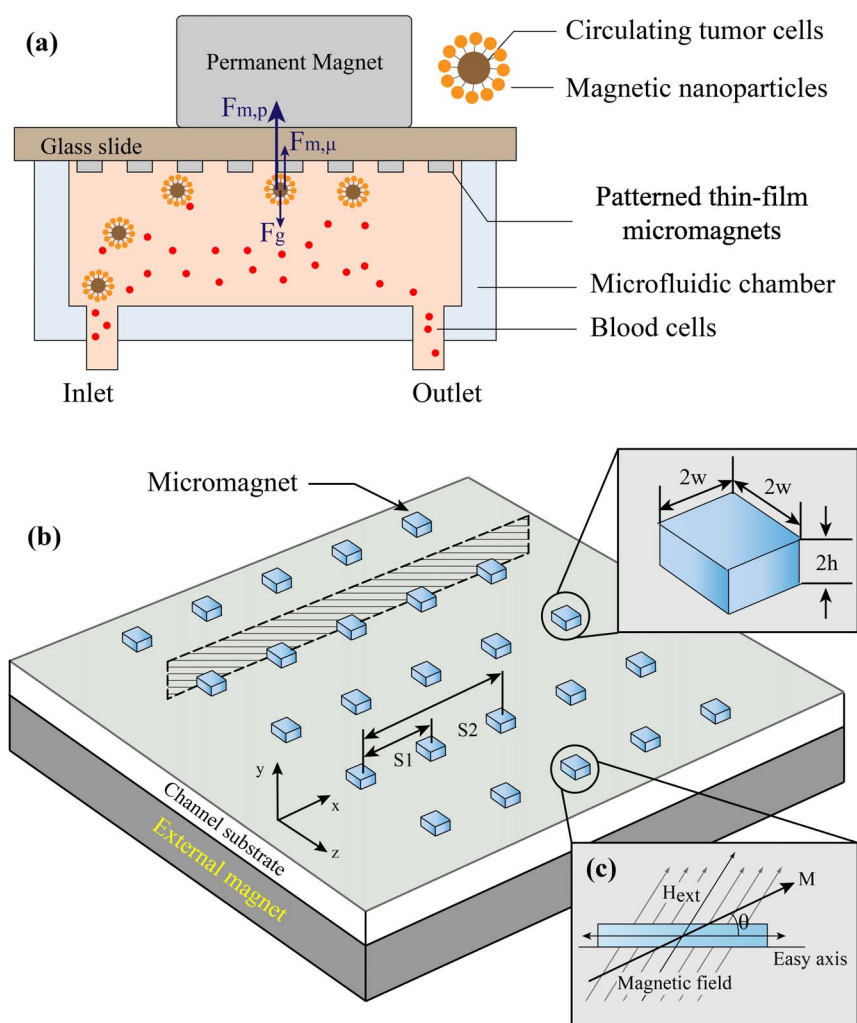 (a)
Permanent Magnet
Circulating tumor cells
Magnetic nanoparticles
Fm,p
Fm,μ
Glass slide
Fg
Patterned thin-film
micromagnets
Microfluidic chamber
Blood cells
Inlet
Outlet
Micromagnet
(b)
2w
2w
2h
S2
S1
y
x
z
Channel substrate
External magnet
(c)
Hext
M
θ
Easy axis
Magnetic field